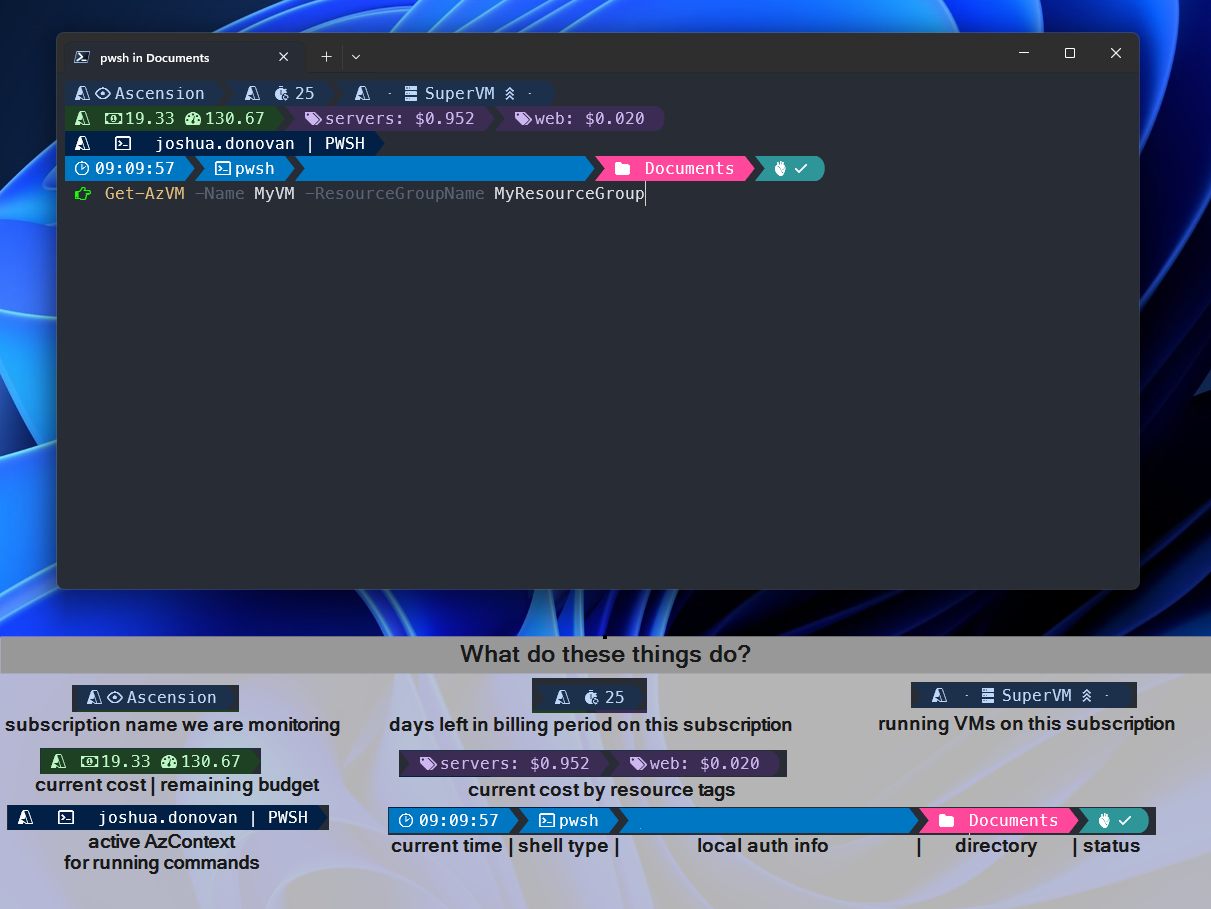 pwsh in Documents
Ascension 25 SuperVM
19.33 130.67 servers: $0.952 web: $0.020
joshua.donovan | PWSH
09:09:57 pwsh Documents
Get-AzVM -Name MyVM -ResourceGroupName MyResourceGroup
What do these things do?
Ascension 25 SuperVM
subscription name we are monitoring days left in billing period on this subscription running VMs on this subscription
19.33 130.67 servers: $0.952 web: $0.020
current cost | remaining budget current cost by resource tags
joshua.donovan | PWSH 09:09:57 pwsh Documents
active AzContext current time | shell type | local auth info | directory | status
for running commands